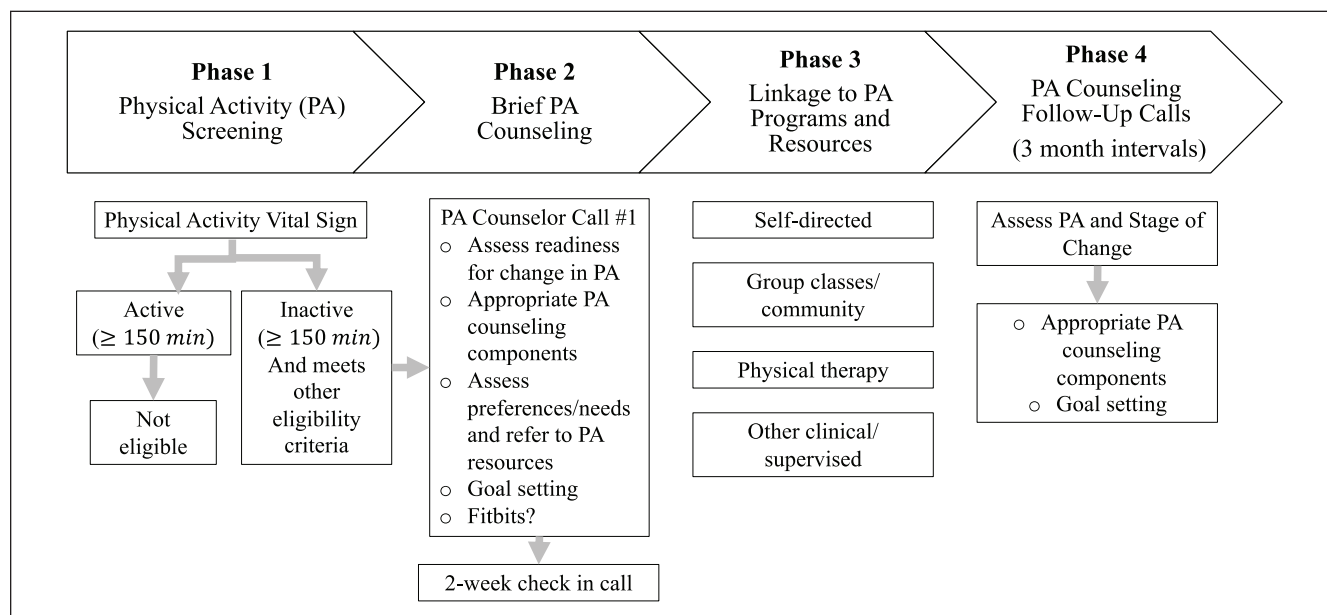 Phase 1
Physical Activity (PA)
Screening
Phase 2
Brief PA
Counseling
Phase 3
Linkage to PA
Programs and
Resources
Phase 4
PA Counseling
Follow-Up Calls
(3 month intervals)
Physical Activity Vital Sign
Active
(≥ 150 min)
Not
eligible
Inactive
(≥ 150 min)
And meets
other
eligibility
criteria
PA Counselor Call #1
○ Assess readiness
for change in PA
○ Appropriate PA
counseling
components
○ Assess
preferences/needs
and refer to PA
resources
○ Goal setting
○ Fitbits?
2-week check in call
Self-directed
Group classes/
community
Physical therapy
Other clinical/
supervised
Assess PA and Stage of
Change
○ Appropriate PA
counseling
components
○ Goal setting